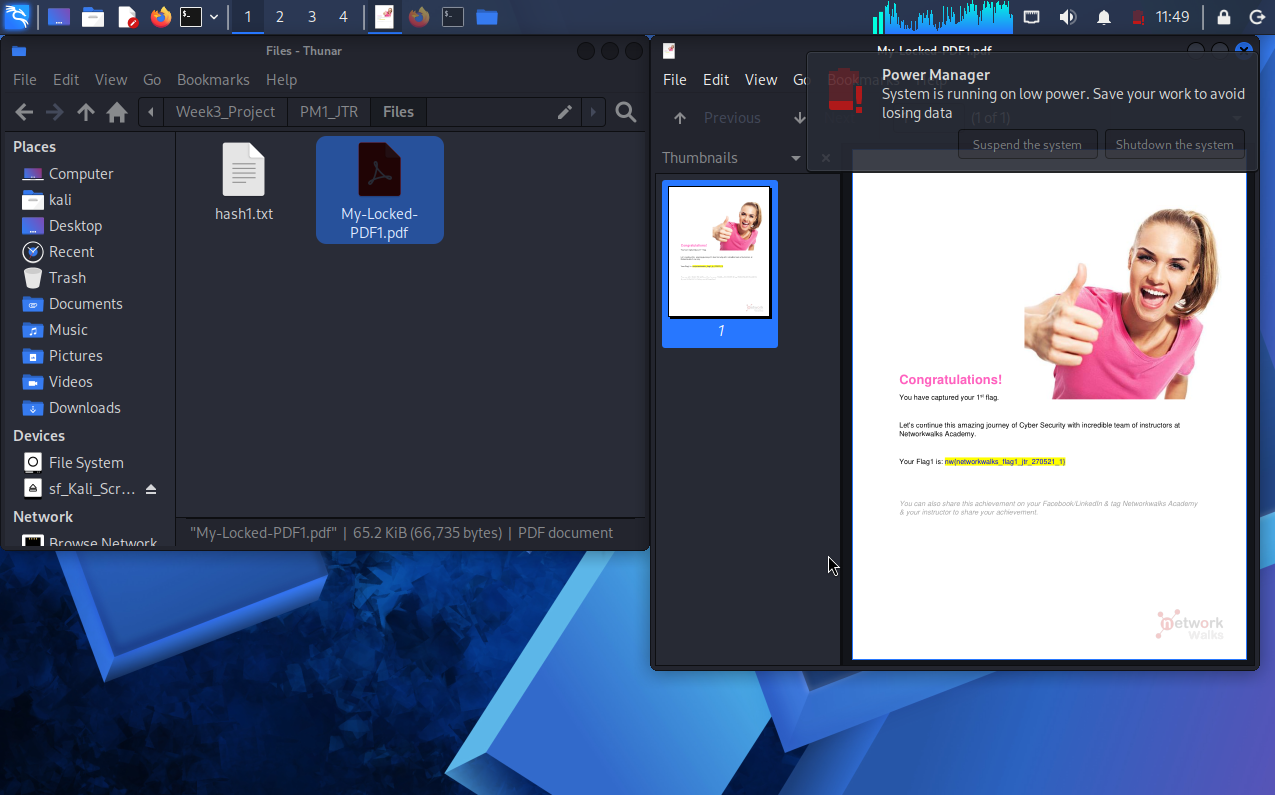 1
2
3
4
11:49
Files - Thunar
File Edit View Go Bookmarks Help
Week3_Project
PM1_JTR
Files
Places
Computer
kali
Desktop
Recent
Trash
Documents
Music
Pictures
Videos
Downloads
Devices
File System
sf_Kali_Scr...
Network
Browse Network
hash1.txt
My-Locked-
PDF1.pdf
"My-Locked-PDF1.pdf" | 65.2 KiB (66,735 bytes) | PDF document
My-Locked-PDF1.pdf
File Edit View Go Bookmarks
Previous
(1 of 1)
Power Manager
System is running on low power. Save your work to avoid
losing data
Suspend the system
Shutdown the system
Thumbnails
1
Congratulations!
You have captured your 1st flag.
Let's continue this amazing journey of Cyber Security with incredible team of instructors at
Networkwalks Academy.
Your Flag1 is: nw{networkwalks_flag1_jtr_270521_1}
You can also share this achievement on your Facebook/LinkedIn & tag Networkwalks Academy
& your instructor to share your achievement.
network
Walks